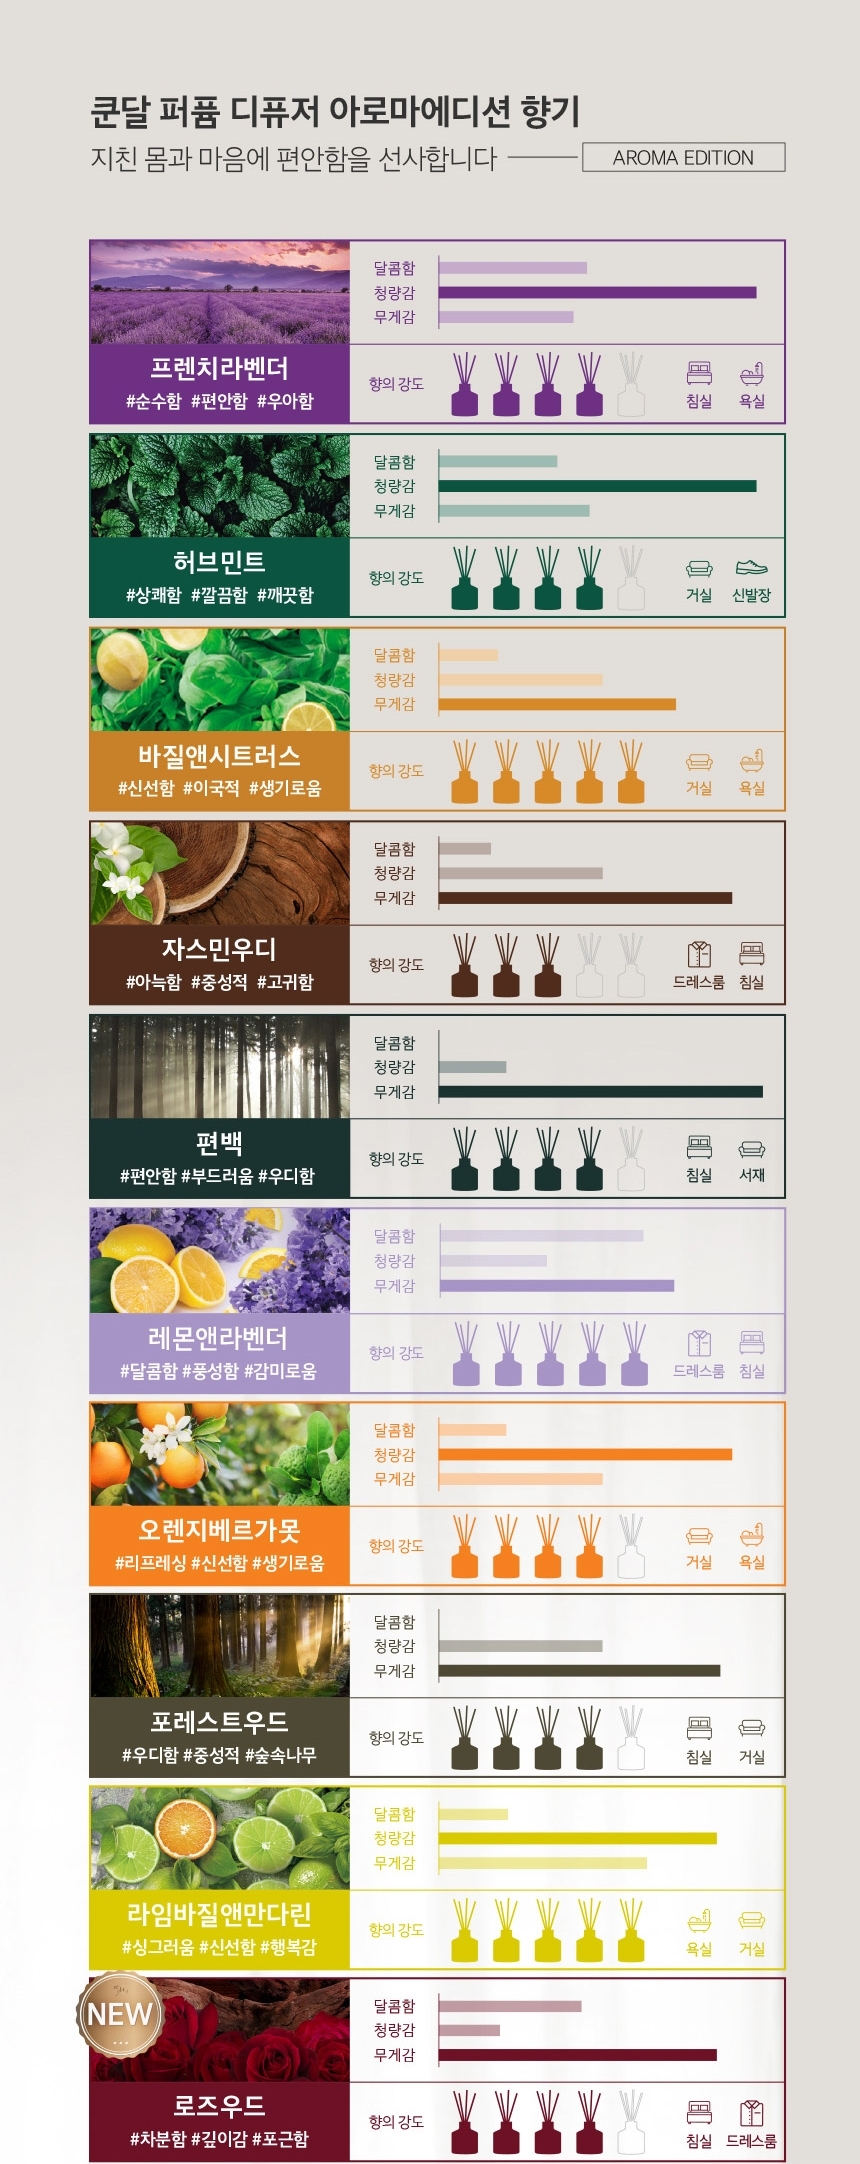 쿤달 퍼퓸 디퓨저 아로마에디션 향기
지친 몸과 마음에 편안함을 선사합니다
AROMA EDITION
달콤함
청량감
무게감
프렌치라벤더
#순수함 #편안함 #우아함
향의 강도
침실 욕실
달콤함
청량감
무게감
허브민트
#상쾌함 #깔끔함 #깨끗함
향의 강도
거실 신발장
달콤함
청량감
무게감
바질앤시트러스
#신선함 #이국적 #생기로움
향의 강도
거실 욕실
달콤함
청량감
무게감
자스민우디
#아늑함 #중성적 #고귀함
향의 강도
드레스룸 침실
달콤함
청량감
무게감
편백
#편안함 #부드러움 #우디함
향의 강도
침실 서재
달콤함
청량감
무게감
레몬앤라벤더
#달콤함 #풍성함 #감미로움
향의 강도
드레스룸 침실
달콤함
청량감
무게감
오렌지베르가못
#리프레싱 #신선함 #생기로움
향의 강도
거실 욕실
달콤함
청량감
무게감
포레스트우드
#우디함 #중성적 #숲속나무
향의 강도
침실 거실
달콤함
청량감
무게감
라임바질앤만다린
#싱그러움 #신선함 #행복감
향의 강도
욕실 거실
NEW
달콤함
청량감
무게감
로즈우드
#차분함 #깊이감 #포근함
향의 강도
침실 드레스룸